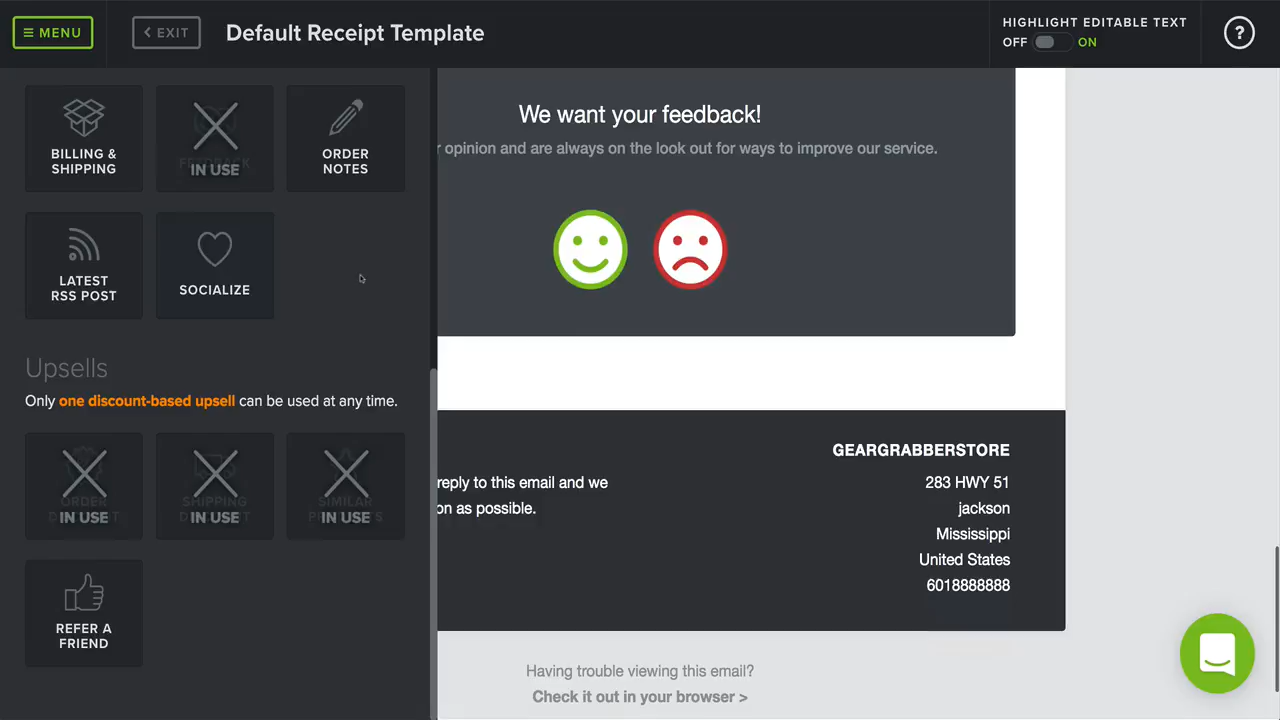 MENU
EXIT
Default Receipt Template
HIGHLIGHT EDITABLE TEXT
OFF
ON
?
BILLING &
SHIPPING
FEEDBACK
IN USE
ORDER
NOTES
LATEST
RSS POST
SOCIALIZE
Upsells
Only one discount-based upsell can be used at any time.
ORDER
IN USE
SHIPPING
IN USE
SIMILAR
IN USE
REFER A
FRIEND
We want your feedback!
opinion and are always on the look out for ways to improve our service.
reply to this email and we
on as possible.
GEARGRABBERSTORE
283 HWY 51
jackson
Mississippi
United States
6018888888
Having trouble viewing this email?
Check it out in your browser >